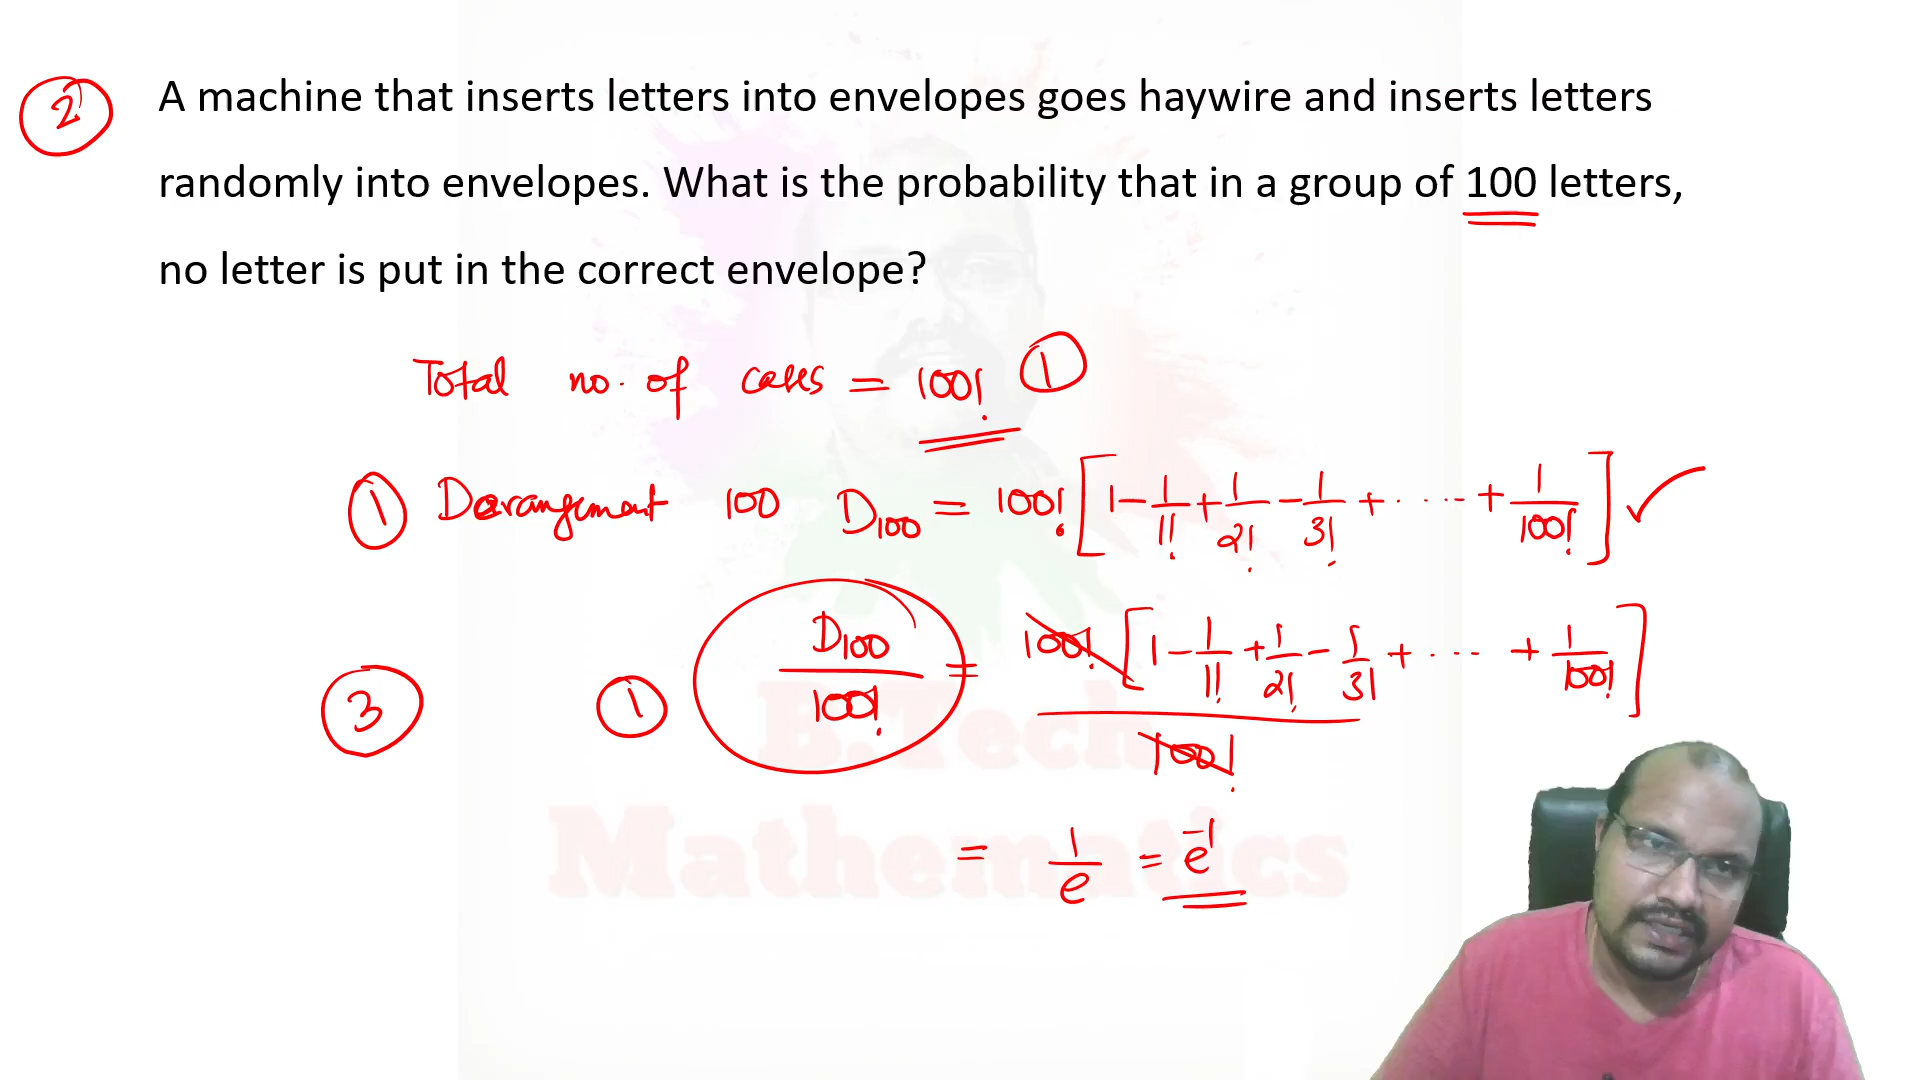 2 A machine that inserts letters into envelopes goes haywire and inserts letters
randomly into envelopes. What is the probability that in a group of 100 letters,
no letter is put in the correct envelope?
Total no. of cases = 100! 1
1 Derangement 100 D₁₀₀ = 100! [1 - 1/1! + 1/2! - 1/3! + ... + 1/100!] ✓
3 1 D₁₀₀/100! = 100! [1 - 1/1! + 1/2! - 1/3! + ... + 1/100!] / 100!
= 1/e = e⁻¹
B.Tech
Mathematics